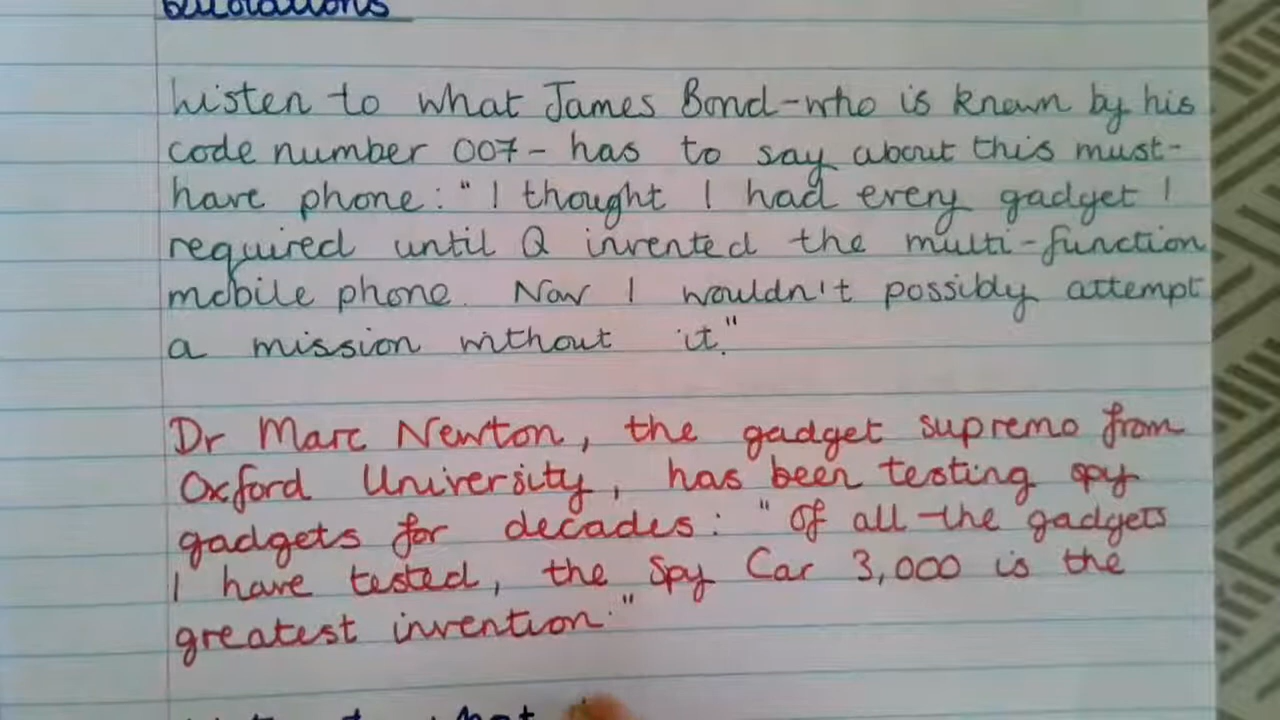 Quotations
Listen to what James Bond-who is known by his
code number 007- has to say about this must-
have phone: "I thought I had every gadget I
required until Q invented the multi-function
mobile phone. Now I wouldn't possibly attempt
a mission without it."
Dr Marc Newton, the gadget supremo from
Oxford University, has been testing spy
gadgets for decades: "Of all the gadgets
I have tested, the Spy Car 3,000 is the
greatest invention."